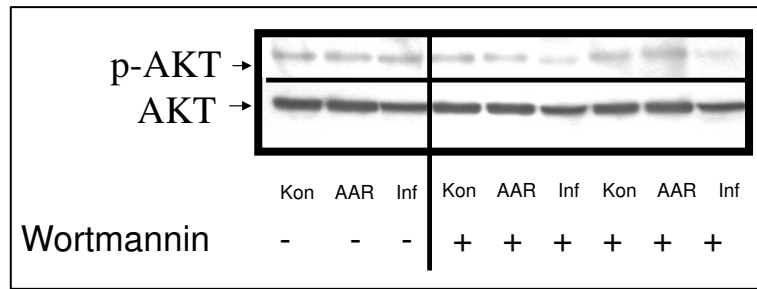 p-AKT
AKT
Kon AAR Inf Kon AAR Inf Kon AAR Inf
Wortmannin - - - + + + + + +